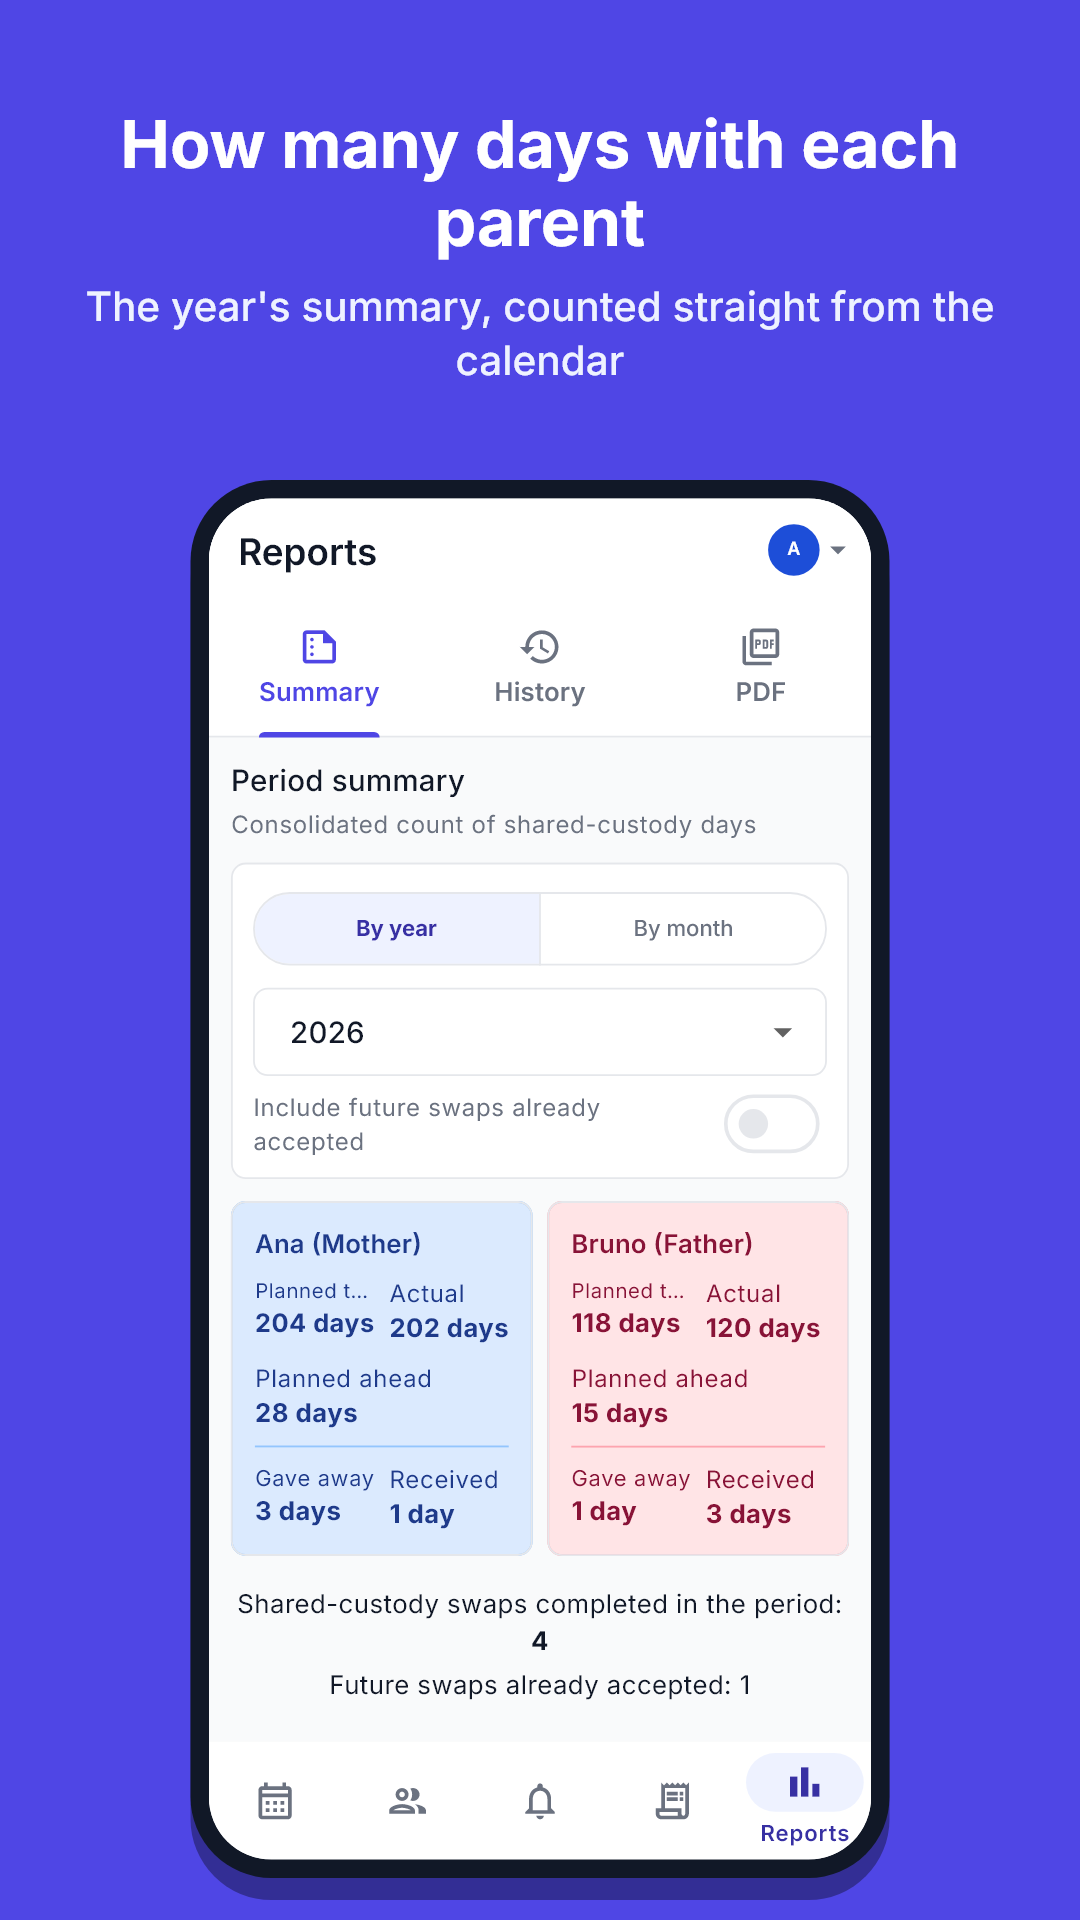 How many days with each
parent
The year's summary, counted straight from the
calendar
Reports
A
Summary
History
PDF
PDF
Period summary
Consolidated count of shared-custody days
By year
By month
2026
Include future swaps already
accepted
Ana (Mother)
Planned t...
Actual
204 days
202 days
Planned ahead
28 days
Gave away
Received
3 days
1 day
Bruno (Father)
Planned t...
Actual
118 days
120 days
Planned ahead
15 days
Gave away
Received
1 day
3 days
Shared-custody swaps completed in the period:
4
Future swaps already accepted: 1
Reports